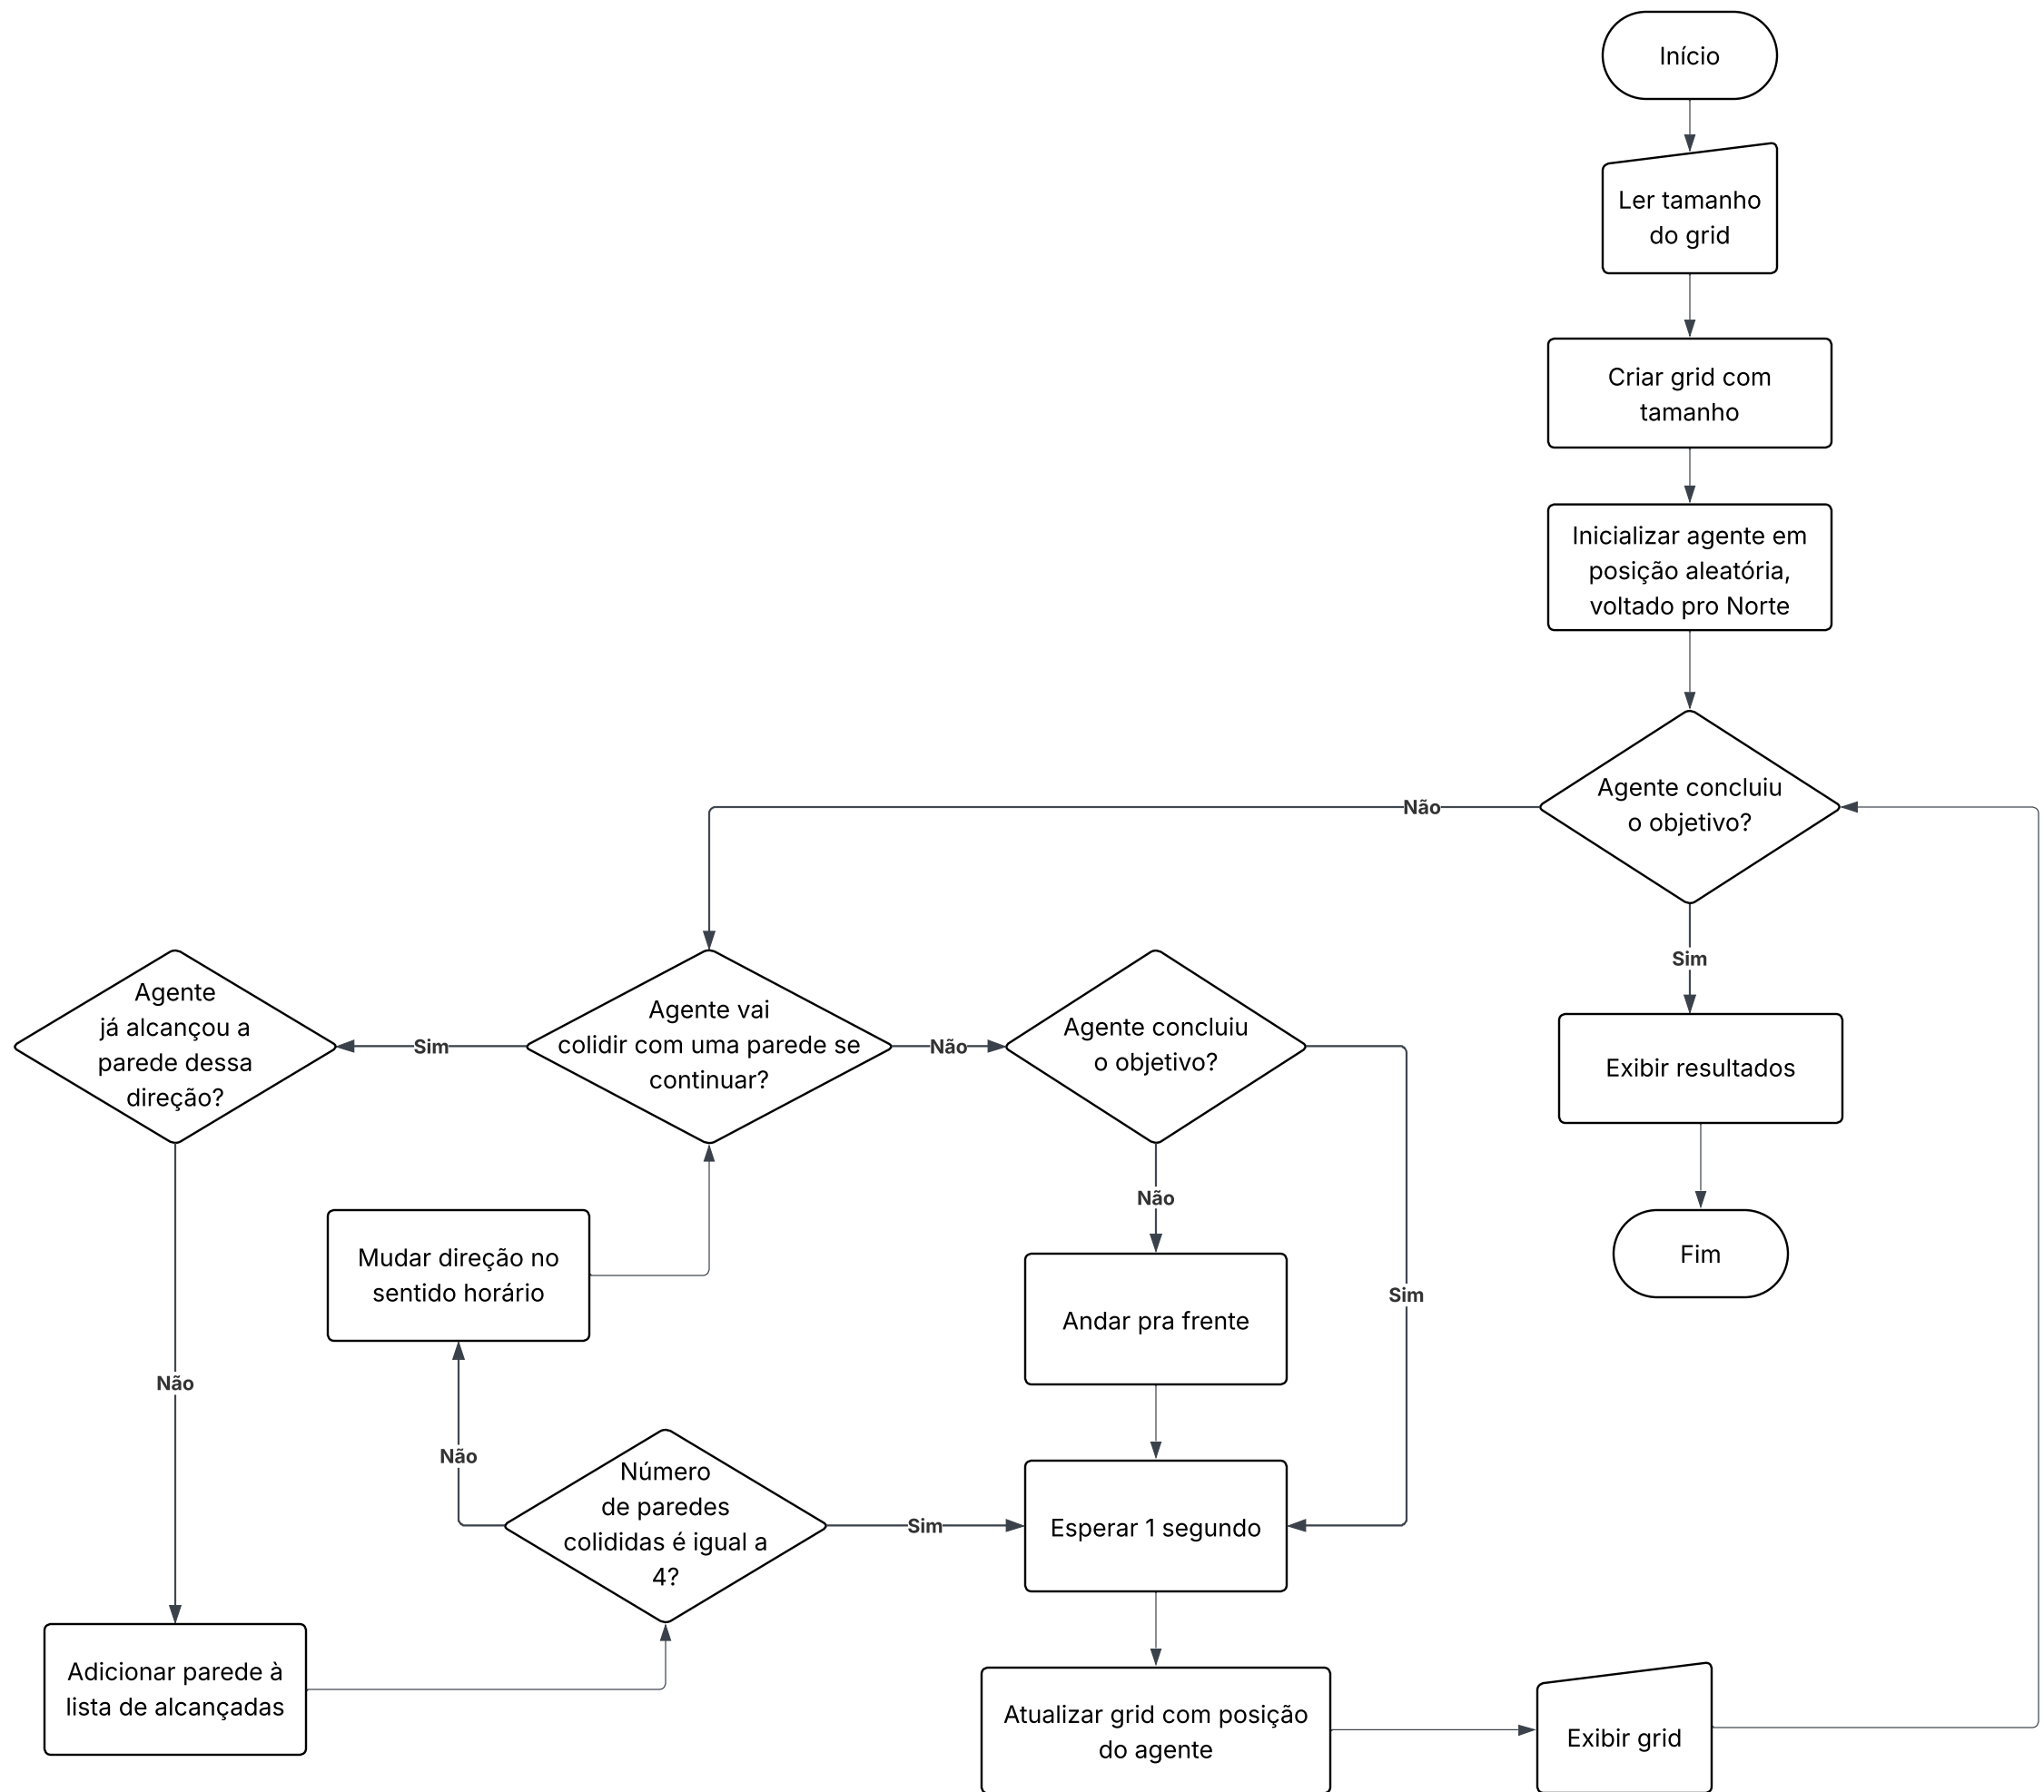 Início
Ler tamanho
do grid
Criar grid com
tamanho
Inicializar agente em
posição aleatória,
voltado pro Norte
Agente concluiu
o objetivo?
Não
Sim
Exibir resultados
Fim
Agente vai
colidir com uma parede se
continuar?
Sim
Não
Agente
já alcançou a
parede dessa
direção?
Não
Adicionar parede à
lista de alcançadas
Número
de paredes
colididas é igual a
4?
Não
Sim
Mudar direção no
sentido horário
Agente concluiu
o objetivo?
Não
Sim
Andar pra frente
Esperar 1 segundo
Atualizar grid com posição
do agente
Exibir grid